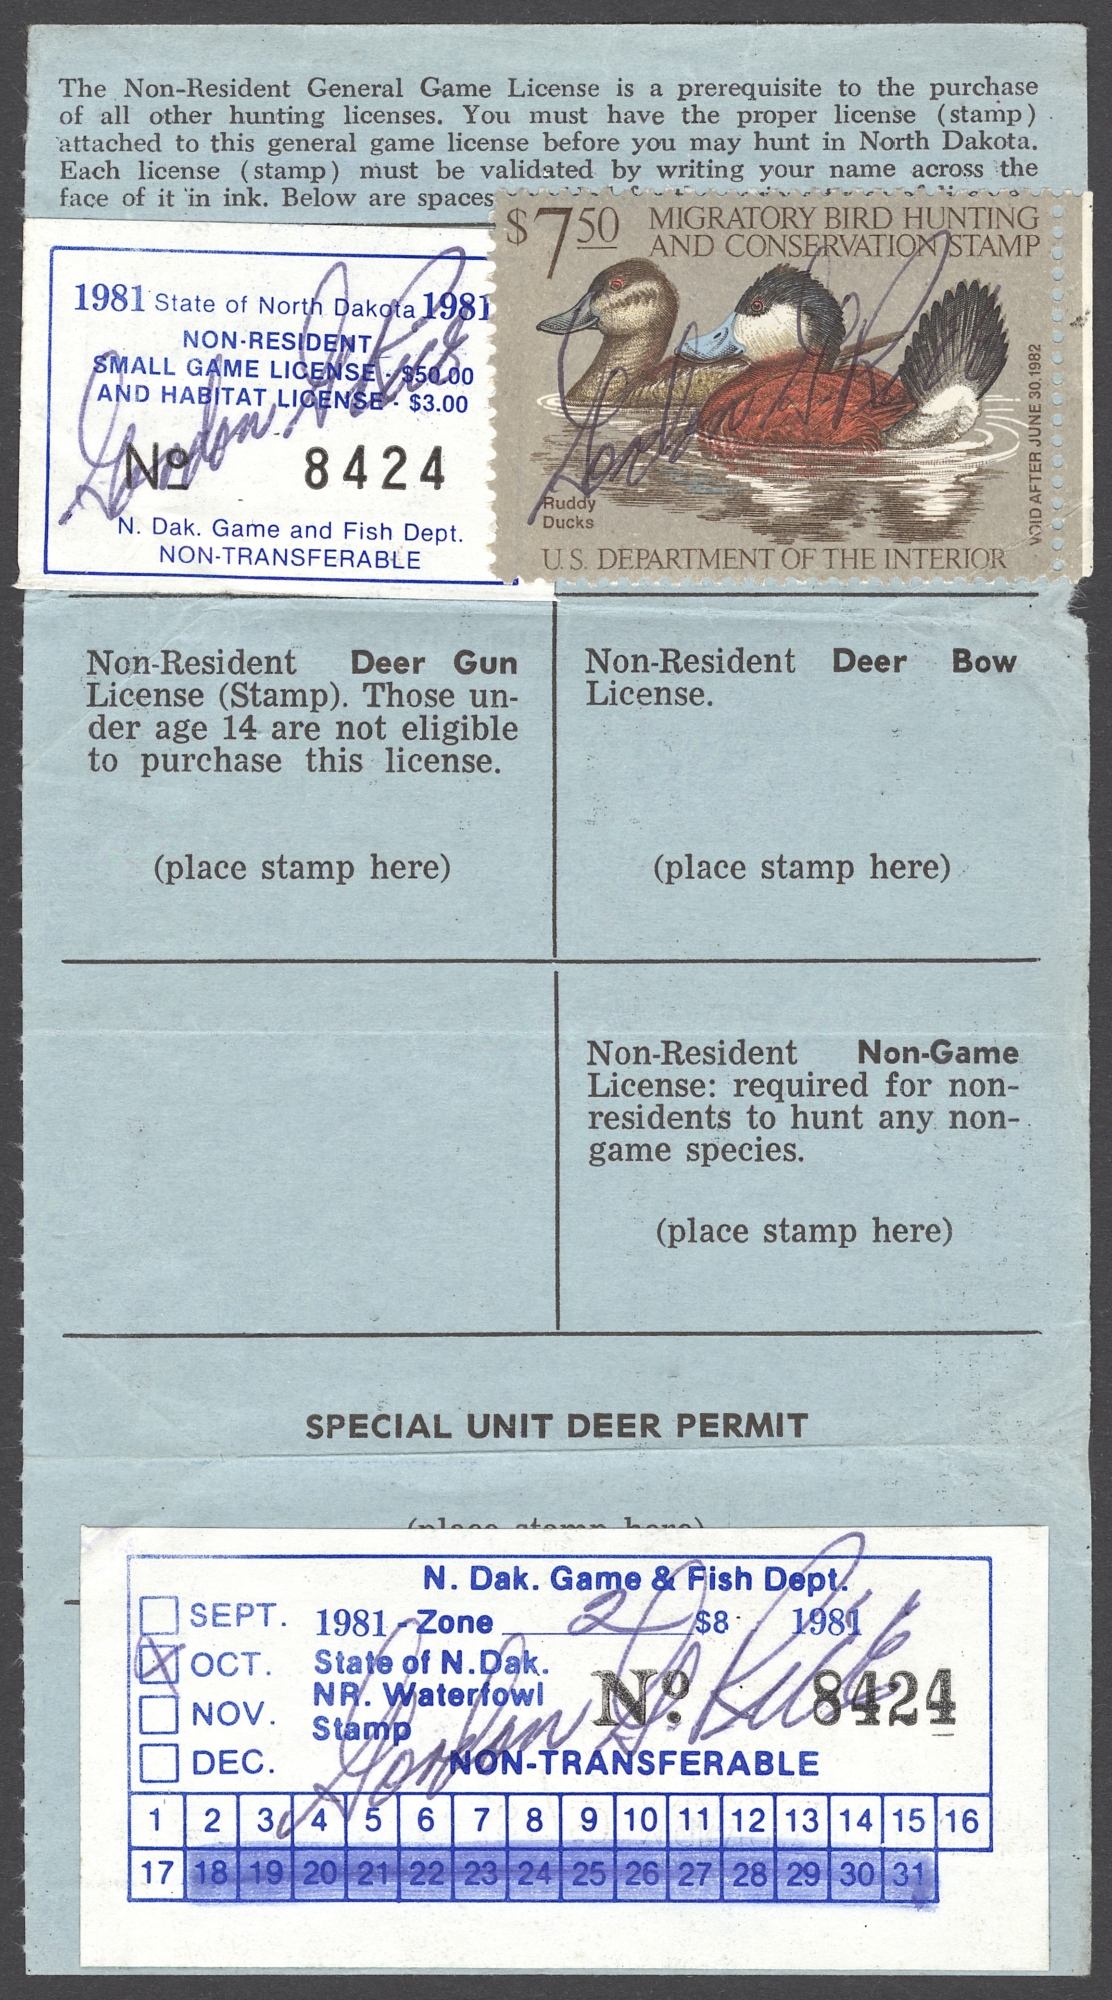 The Non-Resident General Game License is a prerequisite to the purchase
of all other hunting licenses. You must have the proper license (stamp)
attached to this general game license before you may hunt in North Dakota.
Each license (stamp) must be validated by writing your name across the
face of it in ink. Below are spaces
1981 State of North Dakota 1981
NON-RESIDENT
SMALL GAME LICENSE - $50.00
AND HABITAT LICENSE - $3.00
No 8424
N. Dak. Game and Fish Dept.
NON-TRANSFERABLE
$7.50 MIGRATORY BIRD HUNTING
AND CONSERVATION STAMP
Ruddy
Ducks
VOID AFTER JUNE 30, 1982
U.S. DEPARTMENT OF THE INTERIOR
Non-Resident Deer Gun
License (Stamp). Those un-
der age 14 are not eligible
to purchase this license.
(place stamp here)
Non-Resident Deer Bow
License.
(place stamp here)
Non-Resident Non-Game
License: required for non-
residents to hunt any non-
game species.
(place stamp here)
SPECIAL UNIT DEER PERMIT
(place stamp here)
N. Dak. Game & Fish Dept.
SEPT.
OCT.
NOV.
DEC.
1981 - Zone 2 $8 1981
State of N.Dak.
NR. Waterfowl
Stamp
No. 8424
NON-TRANSFERABLE
1 2 3 4 5 6 7 8 9 10 11 12 13 14 15 16
17 18 19 20 21 22 23 24 25 26 27 28 29 30 31